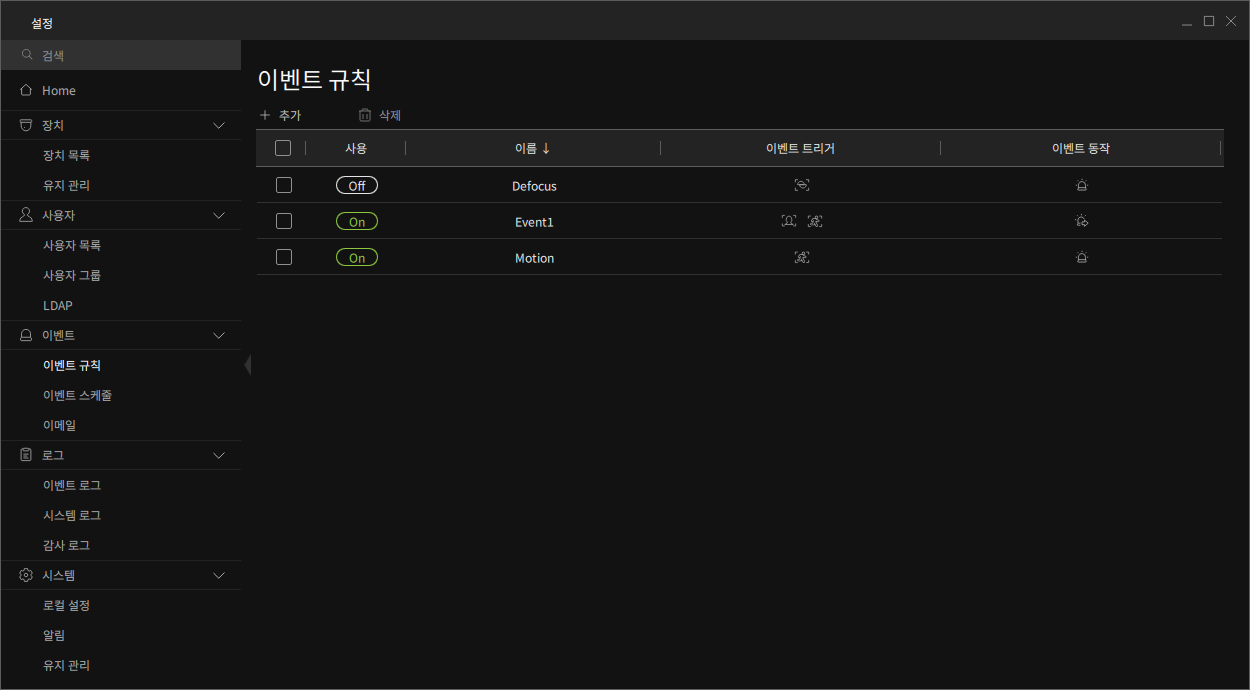 설정
검색
Home
장치
장치 목록
유지 관리
사용자
사용자 목록
사용자 그룹
LDAP
이벤트
이벤트 규칙
이벤트 스케줄
이메일
로그
이벤트 로그
시스템 로그
감사 로그
시스템
로컬 설정
알림
유지 관리
이벤트 규칙
추가 삭제
사용 이름 ↓ 이벤트 트리거 이벤트 동작
Off Defocus
On Event1
On Motion